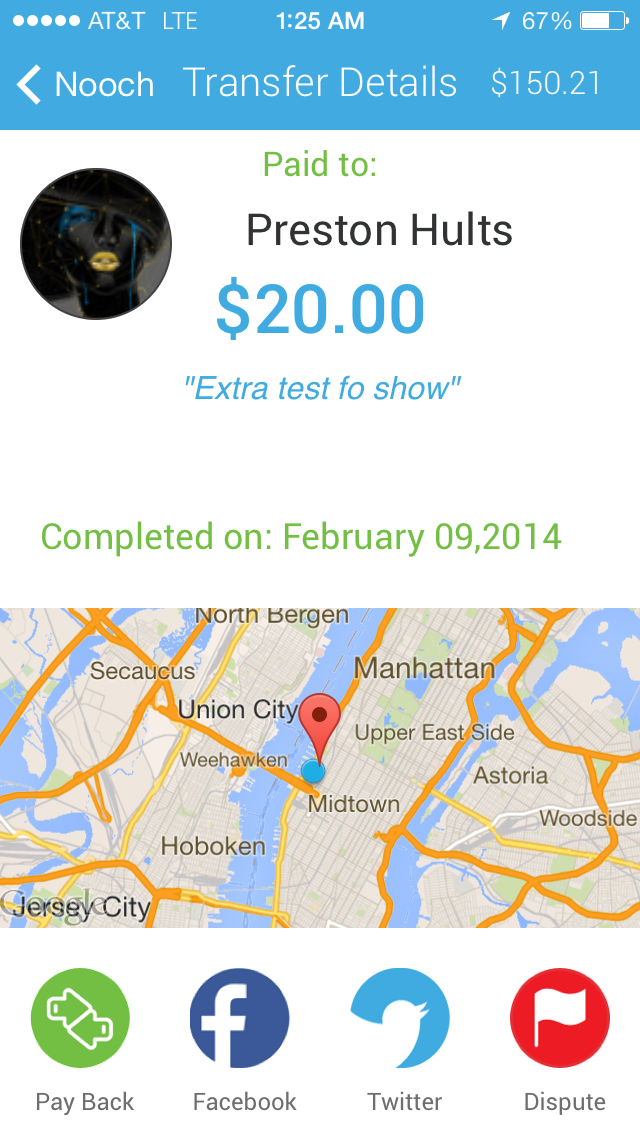 AT&T LTE 1:25 AM 67%
Nooch Transfer Details $150.21
Paid to:
Preston Hults
$20.00
"Extra test fo show"
Completed on: February 09,2014
North Bergen
Secaucus
Manhattan
Union City
Upper East Side
Weehawken
Astoria
Midtown
Woodside
Hoboken
Google
Jersey City
Pay Back Facebook Twitter Dispute